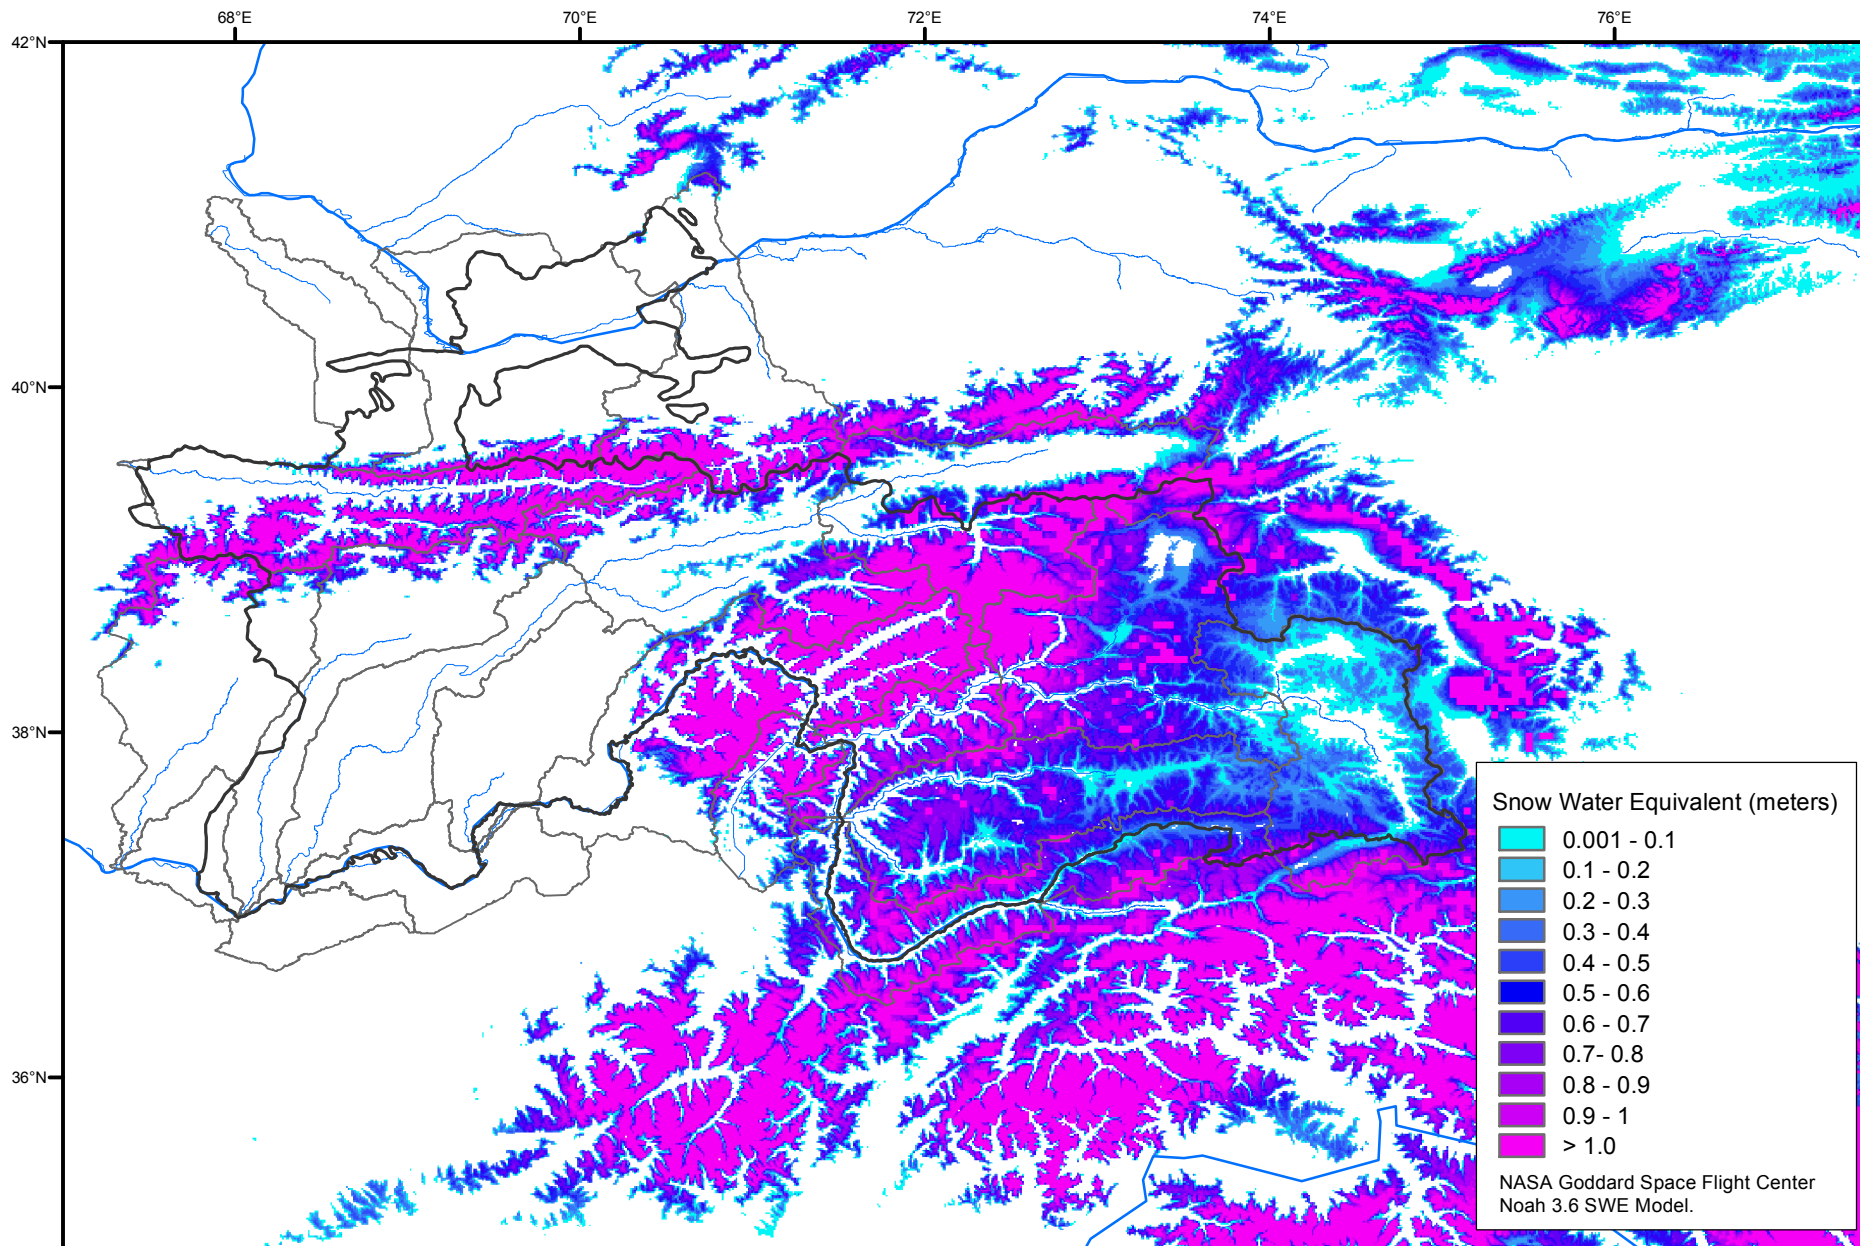 68°E
70°E
72°E
74°E
76°E
42°N
40°N
38°N
36°N
Snow Water Equivalent (meters)
0.001 - 0.1
0.1 - 0.2
0.2 - 0.3
0.3 - 0.4
0.4 - 0.5
0.5 - 0.6
0.6 - 0.7
0.7- 0.8
0.8 - 0.9
0.9 - 1
> 1.0
NASA Goddard Space Flight Center
Noah 3.6 SWE Model.